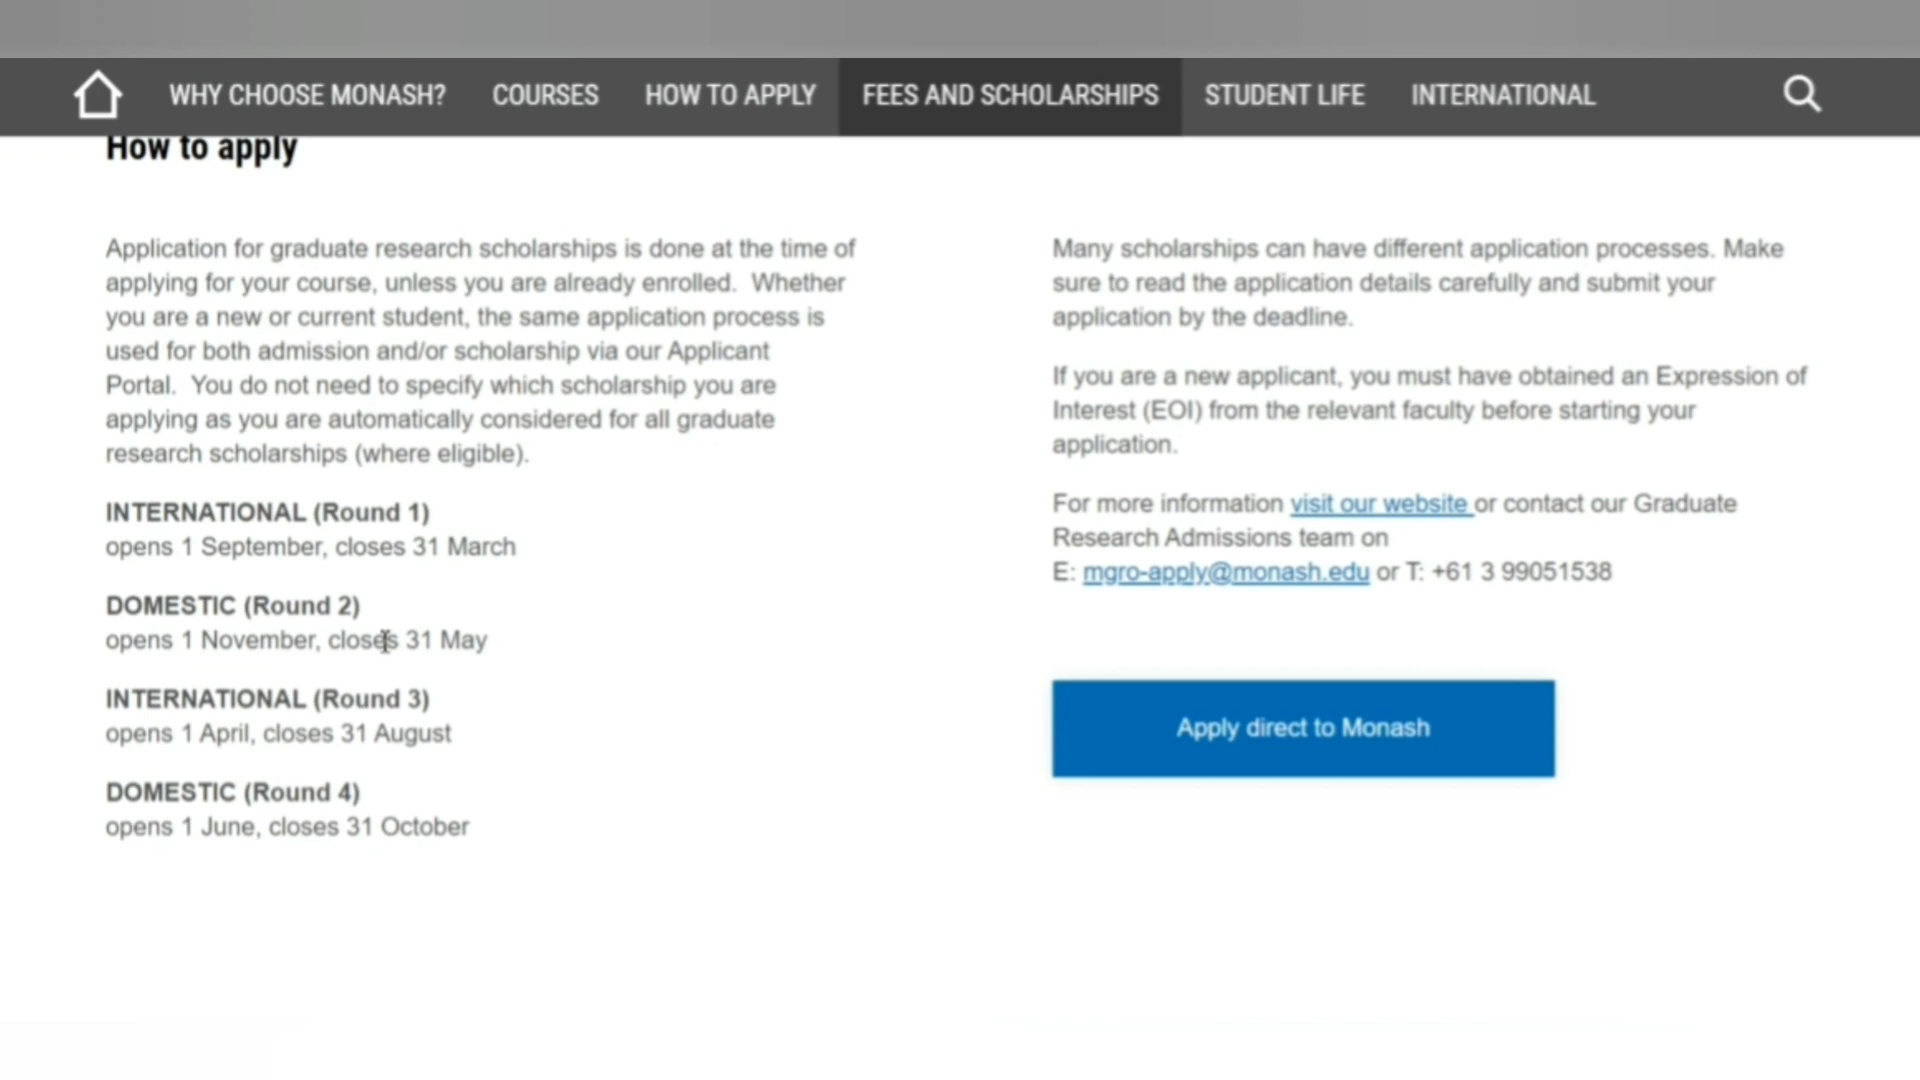 WHY CHOOSE MONASH? COURSES HOW TO APPLY FEES AND SCHOLARSHIPS STUDENT LIFE INTERNATIONAL
How to apply
Application for graduate research scholarships is done at the time of
applying for your course, unless you are already enrolled. Whether
you are a new or current student, the same application process is
used for both admission and/or scholarship via our Applicant
Portal. You do not need to specify which scholarship you are
applying as you are automatically considered for all graduate
research scholarships (where eligible).
INTERNATIONAL (Round 1)
opens 1 September, closes 31 March
DOMESTIC (Round 2)
opens 1 November, closes 31 May
INTERNATIONAL (Round 3)
opens 1 April, closes 31 August
DOMESTIC (Round 4)
opens 1 June, closes 31 October
Many scholarships can have different application processes. Make
sure to read the application details carefully and submit your
application by the deadline.
If you are a new applicant, you must have obtained an Expression of
Interest (EOI) from the relevant faculty before starting your
application.
For more information visit our website or contact our Graduate
Research Admissions team on
E: mgro-apply@monash.edu or T: +61 3 99051538
Apply direct to Monash